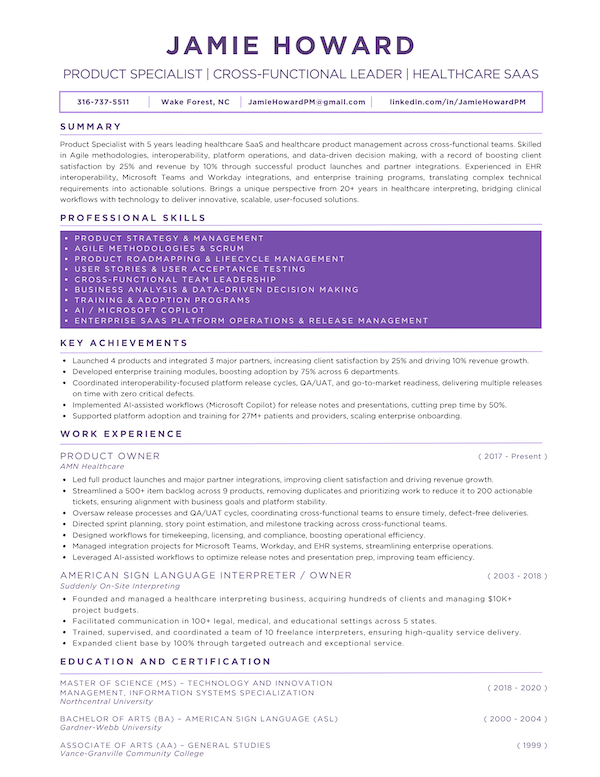 JAMIE HOWARD
PRODUCT SPECIALIST | CROSS-FUNCTIONAL LEADER | HEALTHCARE SAAS
316-737-5511 | Wake Forest, NC | JamieHowardPM@gmail.com | linkedin.com/in/JamieHowardPM
SUMMARY
Product Specialist with 5 years leading healthcare SaaS and healthcare product management across cross-functional teams. Skilled
in Agile methodologies, interoperability, platform operations, and data-driven decision making, with a record of boosting client
satisfaction by 25% and revenue by 10% through successful product launches and partner integrations. Experienced in EHR
interoperability, Microsoft Teams and Workday integrations, and enterprise training programs, translating complex technical
requirements into actionable solutions. Brings a unique perspective from 20+ years in healthcare interpreting, bridging clinical
workflows with technology to deliver innovative, scalable, user-focused solutions.
PROFESSIONAL SKILLS
• PRODUCT STRATEGY & MANAGEMENT
• AGILE METHODOLOGIES & SCRUM
• PRODUCT ROADMAPPING & LIFECYCLE MANAGEMENT
• USER STORIES & USER ACCEPTANCE TESTING
• CROSS-FUNCTIONAL TEAM LEADERSHIP
• BUSINESS ANALYSIS & DATA-DRIVEN DECISION MAKING
• TRAINING & ADOPTION PROGRAMS
• AI / MICROSOFT COPILOT
• ENTERPRISE SAAS PLATFORM OPERATIONS & RELEASE MANAGEMENT
KEY ACHIEVEMENTS
• Launched 4 products and integrated 3 major partners, increasing client satisfaction by 25% and driving 10% revenue growth.
• Developed enterprise training modules, boosting adoption by 75% across 6 departments.
• Coordinated interoperability-focused platform release cycles, QA/UAT, and go-to-market readiness, delivering multiple releases
on time with zero critical defects.
• Implemented AI-assisted workflows (Microsoft Copilot) for release notes and presentations, cutting prep time by 50%.
• Supported platform adoption and training for 27M+ patients and providers, scaling enterprise onboarding.
WORK EXPERIENCE
PRODUCT OWNER ( 2017 - Present )
AMN Healthcare
• Led full product launches and major partner integrations, improving client satisfaction and driving revenue growth.
• Streamlined a 500+ item backlog across 9 products, removing duplicates and prioritizing work to reduce it to 200 actionable
tickets, ensuring alignment with business goals and platform stability.
• Oversaw release processes and QA/UAT cycles, coordinating cross-functional teams to ensure timely, defect-free deliveries.
• Directed sprint planning, story point estimation, and milestone tracking across cross-functional teams.
• Designed workflows for timekeeping, licensing, and compliance, boosting operational efficiency.
• Managed integration projects for Microsoft Teams, Workday, and EHR systems, streamlining enterprise operations.
• Leveraged AI-assisted workflows to optimize release notes and presentation prep, improving team efficiency.
AMERICAN SIGN LANGUAGE INTERPRETER / OWNER ( 2003 - 2018 )
Suddenly On-Site Interpreting
• Founded and managed a healthcare interpreting business, acquiring hundreds of clients and managing $10K+
project budgets.
• Facilitated communication in 100+ legal, medical, and educational settings across 5 states.
• Trained, supervised, and coordinated a team of 10 freelance interpreters, ensuring high-quality service delivery.
• Expanded client base by 100% through targeted outreach and exceptional service.
EDUCATION AND CERTIFICATION
MASTER OF SCIENCE (MS) – TECHNOLOGY AND INNOVATION
MANAGEMENT, INFORMATION SYSTEMS SPECIALIZATION ( 2018 - 2020 )
Northcentral University
BACHELOR OF ARTS (BA) – AMERICAN SIGN LANGUAGE (ASL) ( 2000 - 2004 )
Gardner-Webb University
ASSOCIATE OF ARTS (AA) – GENERAL STUDIES ( 1999 )
Vance-Granville Community College